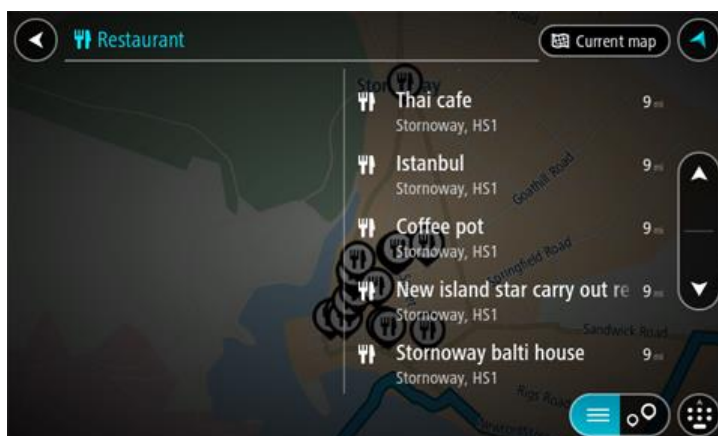 Restaurant
Current map
Thai cafe 9 mi
Stornoway, HS1
Istanbul 9 mi
Stornoway, HS1
Goathill Road
Coffee pot 9 mi
Stornoway, HS1
Springfield Road
New island star carry out re 9 mi
Stornoway, HS1
Sandwick Road
Stornoway balti house 9 mi
Stornoway, HS1
Rigs Road